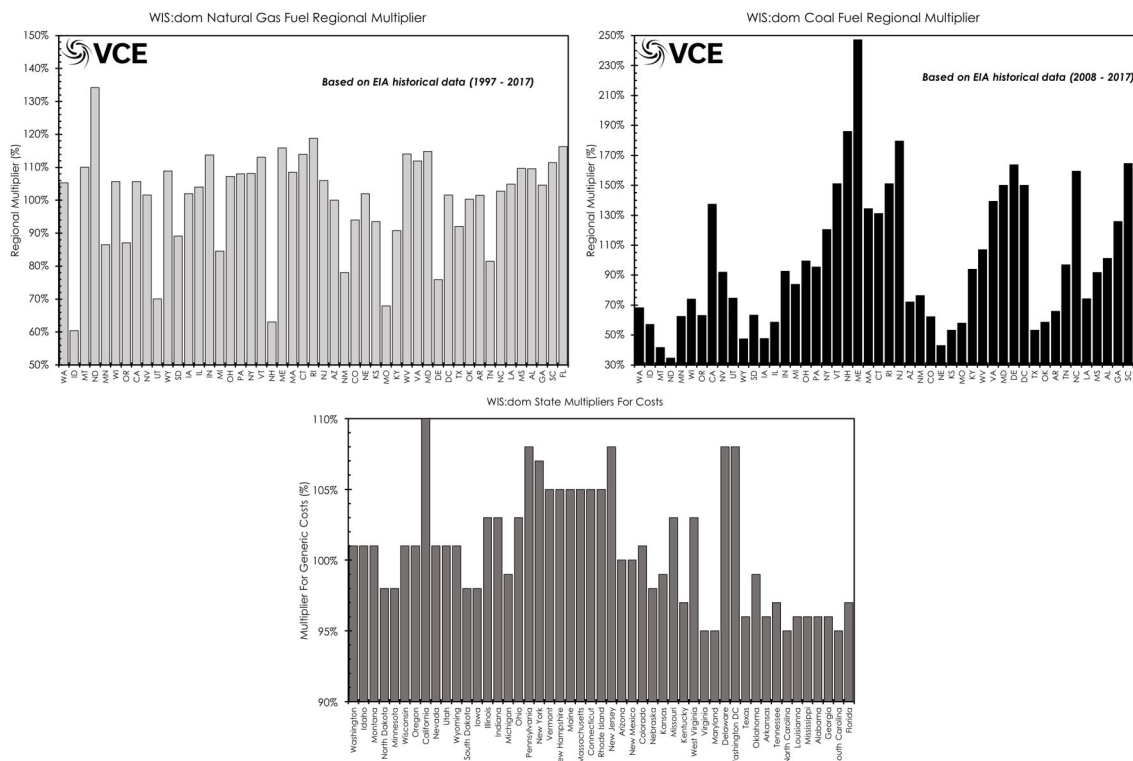 WIS:dom Natural Gas Fuel Regional Multiplier
VCE
Based on EIA historical data (1997 - 2017)
Regional Multiplier (%)
150%
140%
130%
120%
110%
100%
90%
80%
70%
60%
50%
WA
ID
MT
ND
MN
WI
OR
CA
NV
UT
WY
SD
IA
IL
IN
MI
OH
PA
NY
VT
NH
ME
MA
CT
RI
NJ
AZ
NM
CO
NE
KS
MO
KY
WV
VA
MD
DE
DC
TX
OK
AR
TN
NC
LA
MS
AL
GA
SC
FL
WIS:dom Coal Fuel Regional Multiplier
VCE
Based on EIA historical data (2008 - 2017)
Regional Multiplier (%)
250%
230%
210%
190%
170%
150%
130%
110%
90%
70%
50%
30%
WA
ID
MT
ND
MN
WI
OR
CA
NV
UT
WY
SD
IA
IL
IN
MI
OH
PA
NY
VT
NH
ME
MA
CT
RI
NJ
AZ
NM
CO
NE
KS
MO
KY
WV
VA
MD
DE
DC
TX
OK
AR
TN
NC
LA
MS
AL
GA
SC
WIS:dom State Multipliers For Costs
Multiplier For Generic Costs (%)
110%
105%
100%
95%
90%
Washington
Idaho
Montana
North Dakota
Minnesota
Wisconsin
Oregon
California
Nevada
Utah
Wyoming
South Dakota
Iowa
Illinois
Indiana
Michigan
Ohio
Pennsylvania
New York
Vermont
ew Hampshire
Maine
Massachusetts
Connecticut
Rhode Island
New Jersey
Arizona
New Mexico
Colorado
Nebraska
Kansas
Missouri
Kentucky
West Virginia
Virginia
Maryland
Delaware
ashington DC
Texas
Oklahoma
Arkansas
Tennessee
North Carolina
Louisianna
Mississippi
Alabama
Georgia
outh Carolina
Florida